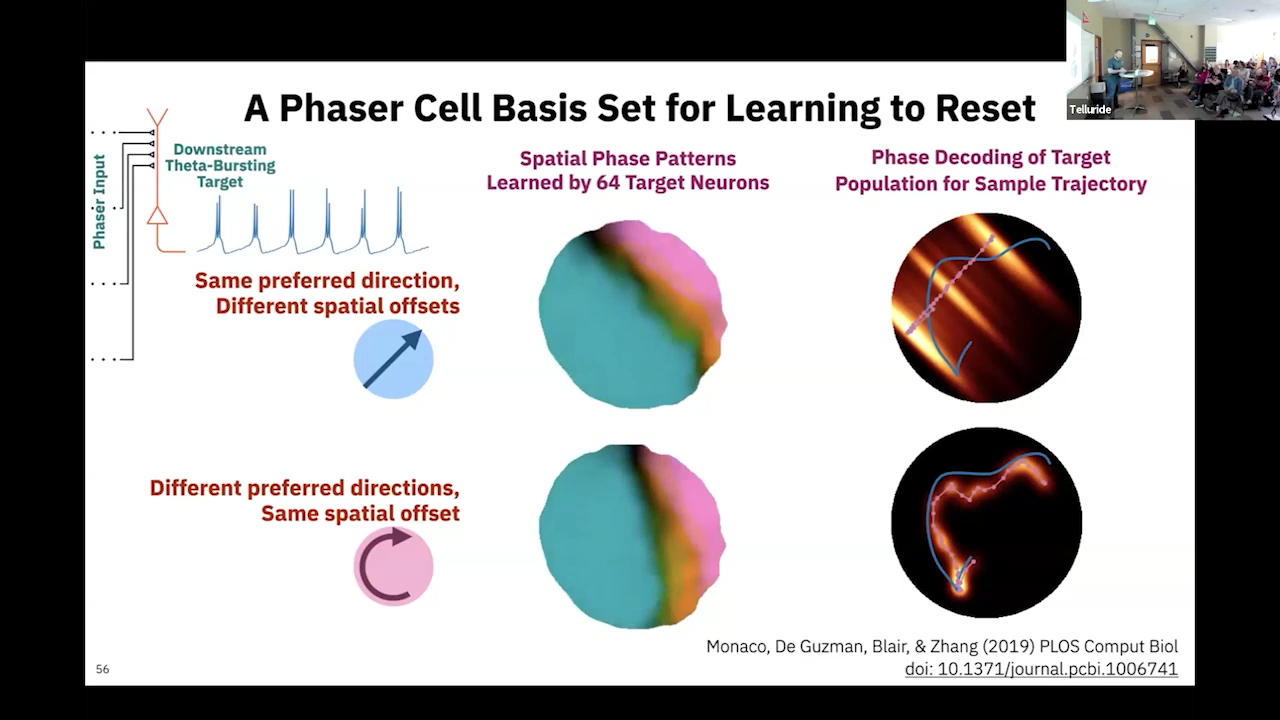 A Phaser Cell Basis Set for Learning to Reset
Telluride
Phaser Input
Downstream
Theta-Bursting
Target
Spatial Phase Patterns
Learned by 64 Target Neurons
Phase Decoding of Target
Population for Sample Trajectory
Same preferred direction,
Different spatial offsets
Different preferred directions,
Same spatial offset
Monaco, De Guzman, Blair, & Zhang (2019) PLOS Comput Biol
doi: 10.1371/journal.pcbi.1006741
56